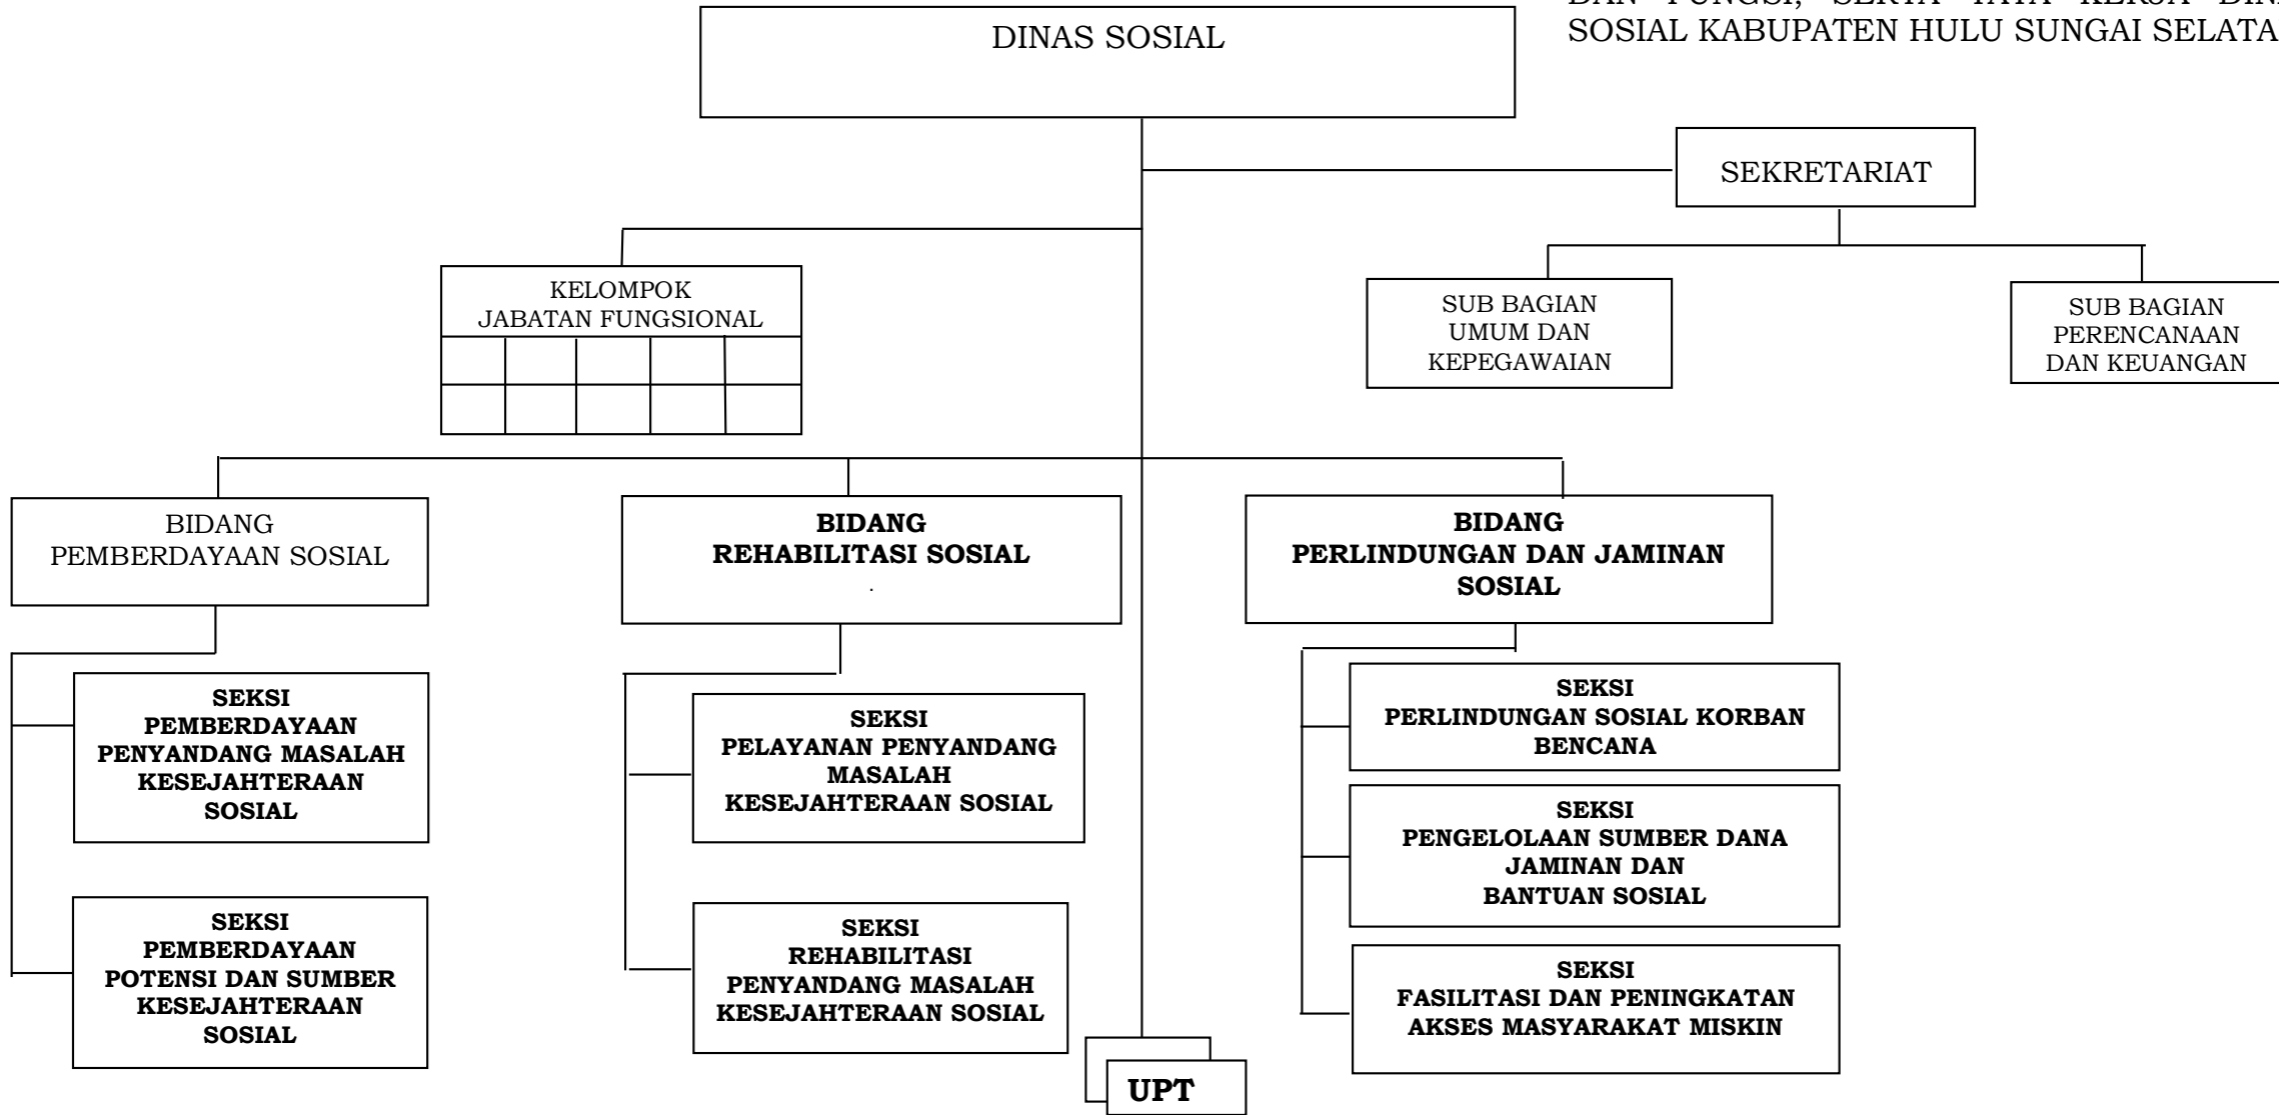 SOSIAL KABUPATEN HULU SUNGAI SELATA
DINAS SOSIAL
SEKRETARIAT
KELOMPOK
JABATAN FUNGSIONAL
SUB BAGIAN
UMUM DAN
KEPEGAWAIAN
SUB BAGIAN
PERENCANAAN
DAN KEUANGAN
BIDANG
PEMBERDAYAAN SOSIAL
BIDANG
REHABILITASI SOSIAL
.
BIDANG
PERLINDUNGAN DAN JAMINAN
SOSIAL
SEKSI
PEMBERDAYAAN
PENYANDANG MASALAH
KESEJAHTERAAN
SOSIAL
SEKSI
PEMBERDAYAAN
POTENSI DAN SUMBER
KESEJAHTERAAN
SOSIAL
SEKSI
PELAYANAN PENYANDANG
MASALAH
KESEJAHTERAAN SOSIAL
SEKSI
REHABILITASI
PENYANDANG MASALAH
KESEJAHTERAAN SOSIAL
SEKSI
PERLINDUNGAN SOSIAL KORBAN
BENCANA
SEKSI
PENGELOLAAN SUMBER DANA
JAMINAN DAN
BANTUAN SOSIAL
SEKSI
FASILITASI DAN PENINGKATAN
AKSES MASYARAKAT MISKIN
UPT